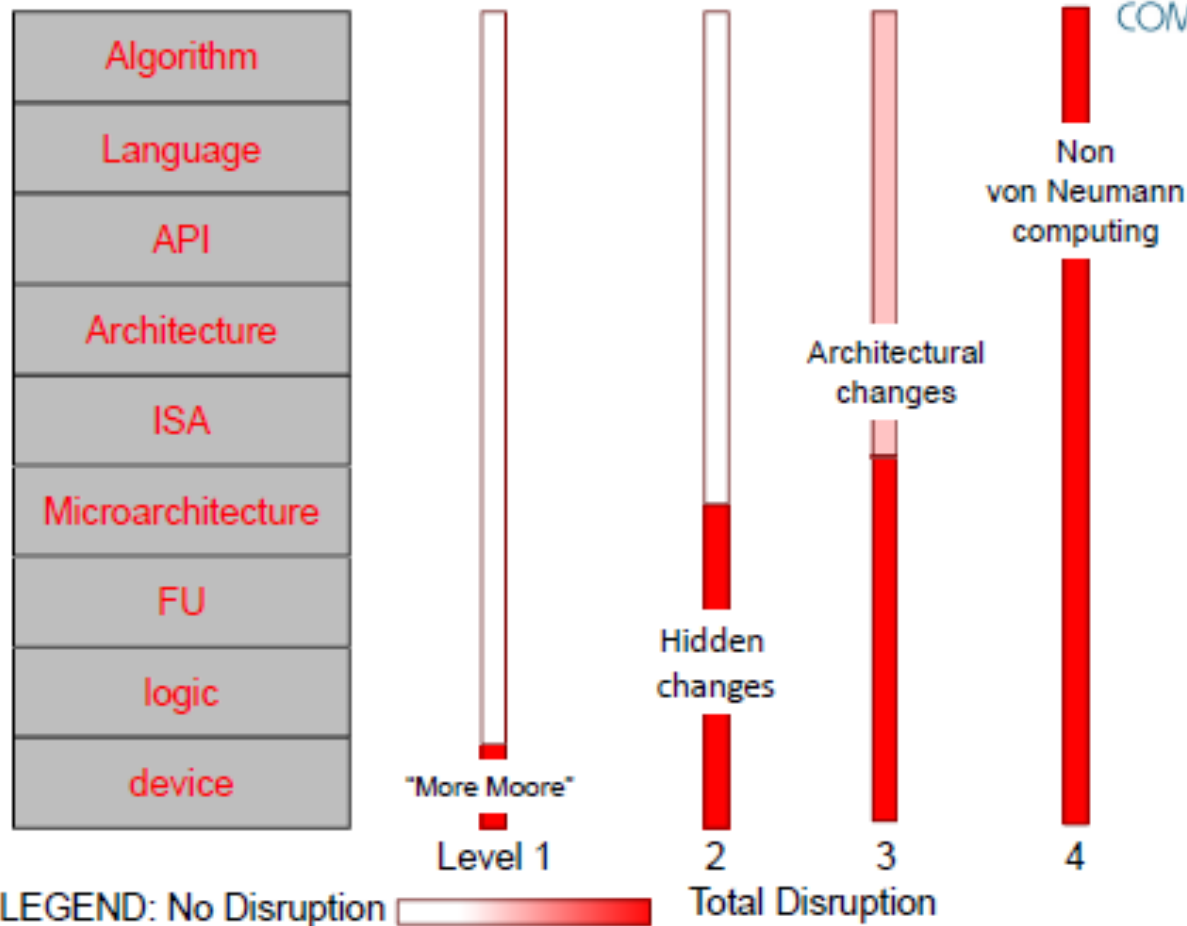 COM
Algorithm
Language
API
Architecture
ISA
Microarchitecture
FU
logic
device
"More Moore"
Hidden
changes
Architectural
changes
Non
von Neumann
computing
Level 1
2
3
4
LEGEND: No Disruption
Total Disruption